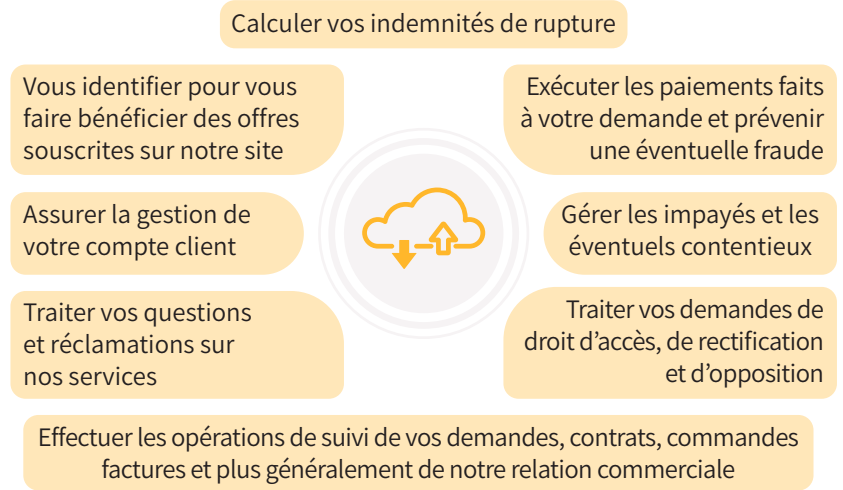 Calculer vos indemnités de rupture
Vous identifier pour vous
faire bénéficier des offres
souscrites sur notre site
Exécuter les paiements faits
à votre demande et prévenir
une éventuelle fraude
Assurer la gestion de
votre compte client
Gérer les impayés et les
éventuels contentieux
Traiter vos questions
et réclamations sur
nos services
Traiter vos demandes de
droit d’accès, de rectification
et d’opposition
Effectuer les opérations de suivi de vos demandes, contrats, commandes
factures et plus généralement de notre relation commerciale